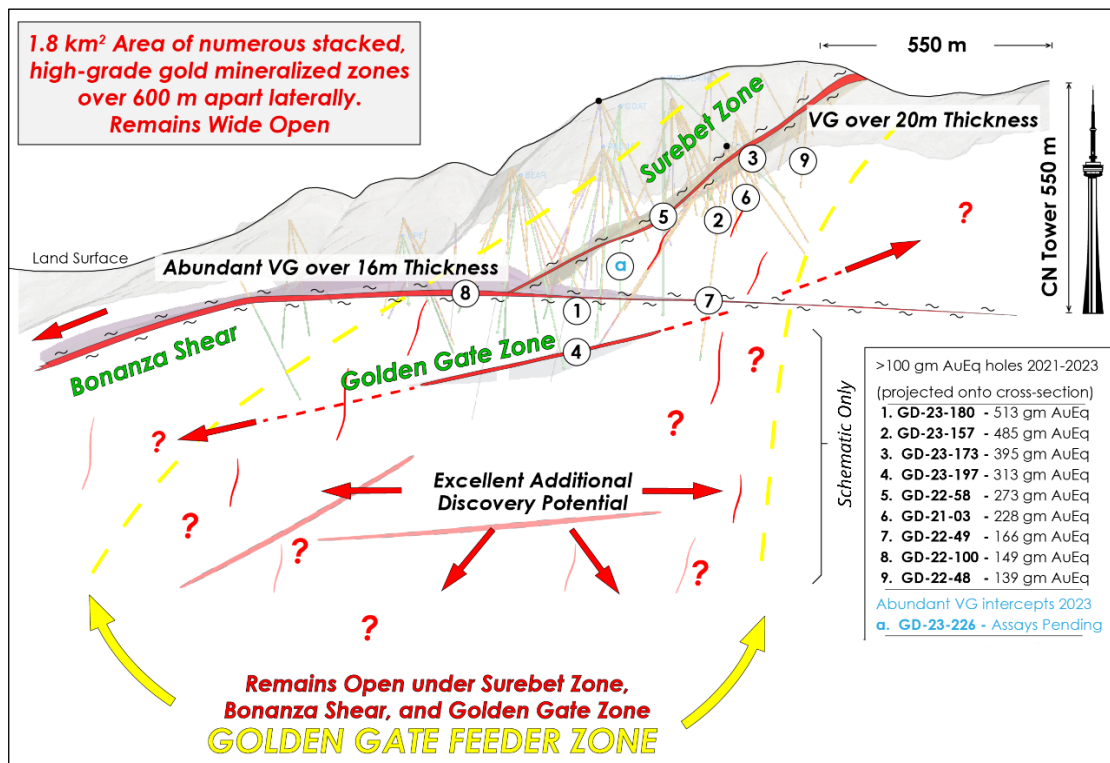 1.8 km² Area of numerous stacked,
high-grade gold mineralized zones
over 600 m apart laterally.
Remains Wide Open
550 m
CN Tower 550 m
VG over 20m Thickness
Surebet Zone
BEAR
3
9
6
5
2
a
?
Land Surface
Abundant VG over 16m Thickness
8
1
7
Bonanza Shear
Golden Gate Zone
4
?
?
?
Excellent Additional
Discovery Potential
?
?
?
?
?
Schematic Only
>100 gm AuEq holes 2021-2023
(projected onto cross-section)
1. GD-23-180 - 513 gm AuEq
2. GD-23-157 - 485 gm AuEq
3. GD-23-173 - 395 gm AuEq
4. GD-23-197 - 313 gm AuEq
5. GD-22-58 - 273 gm AuEq
6. GD-21-03 - 228 gm AuEq
7. GD-22-49 - 166 gm AuEq
8. GD-22-100 - 149 gm AuEq
9. GD-22-48 - 139 gm AuEq
Abundant VG intercepts 2023
a. GD-23-226 - Assays Pending
Remains Open under Surebet Zone,
Bonanza Shear, and Golden Gate Zone
GOLDEN GATE FEEDER ZONE